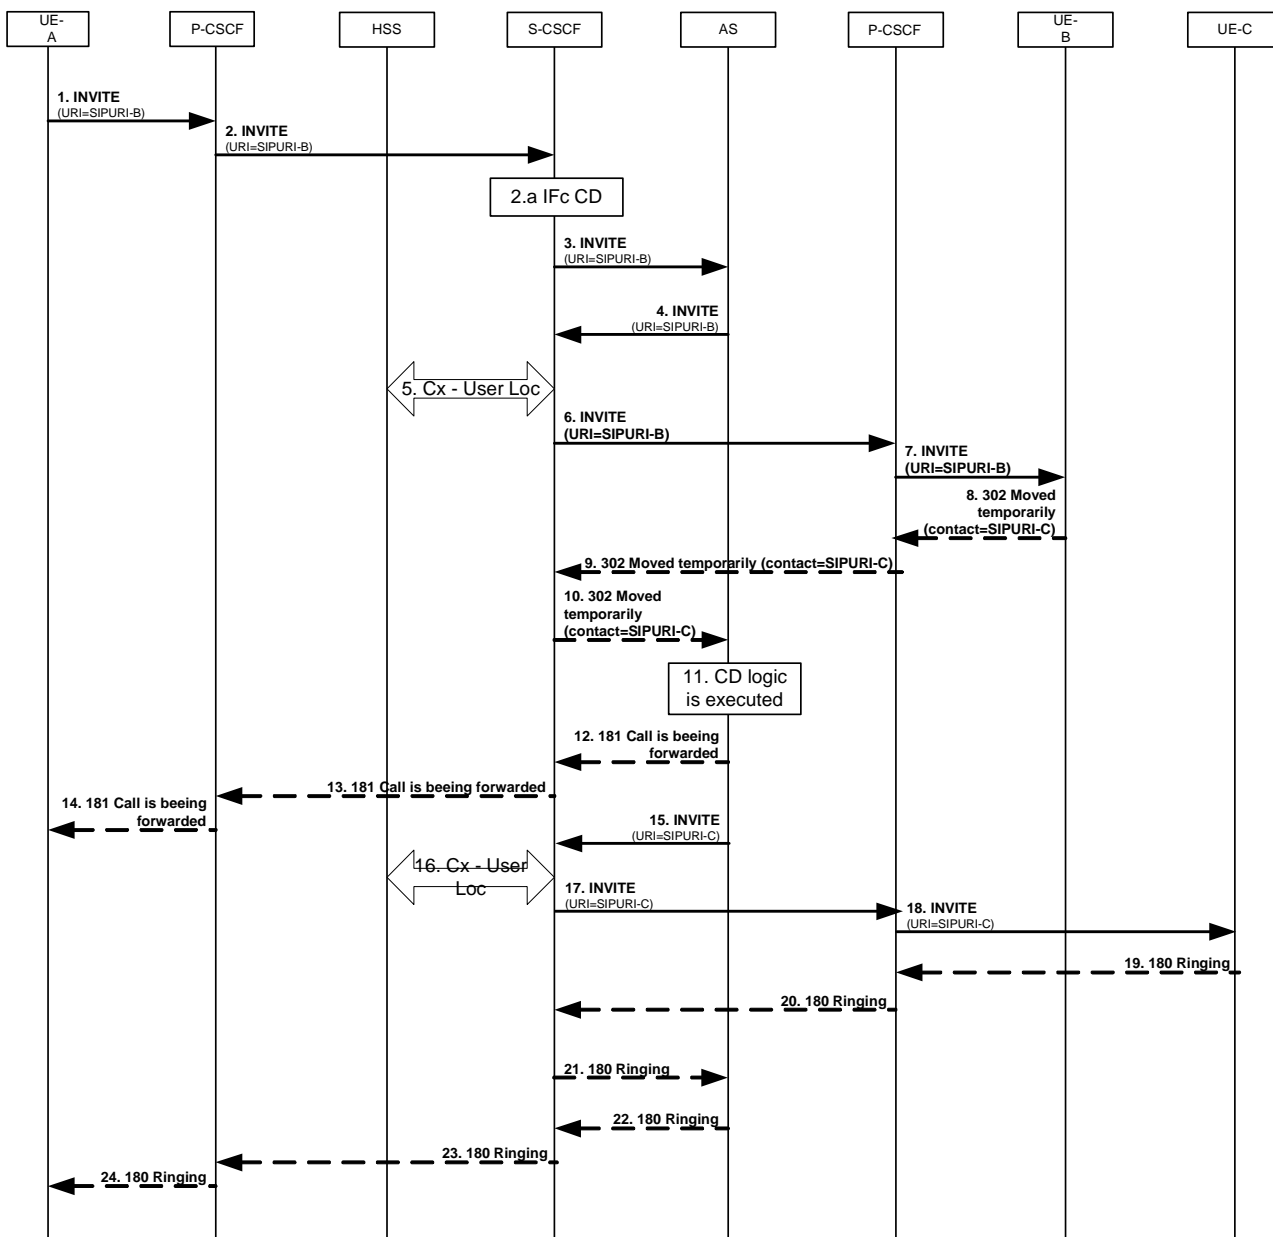 UE-
A
P-CSCF
HSS
S-CSCF
AS
P-CSCF
UE-
B
UE-C
1. INVITE
(URI=SIPURI-B)
2. INVITE
(URI=SIPURI-B)
2.a IFc CD
3. INVITE
(URI=SIPURI-B)
4. INVITE
(URI=SIPURI-B)
5. Cx - User Loc
6. INVITE
(URI=SIPURI-B)
7. INVITE
(URI=SIPURI-B)
8. 302 Moved
temporarily
(contact=SIPURI-C)
9. 302 Moved temporarily (contact=SIPURI-C)
10. 302 Moved
temporarily
(contact=SIPURI-C)
11. CD logic
is executed
12. 181 Call is beeing
forwarded
13. 181 Call is beeing forwarded
14. 181 Call is beeing
forwarded
15. INVITE
(URI=SIPURI-C)
16. Cx - User
Loc
17. INVITE
(URI=SIPURI-C)
18. INVITE
(URI=SIPURI-C)
19. 180 Ringing
20. 180 Ringing
21. 180 Ringing
22. 180 Ringing
23. 180 Ringing
24. 180 Ringing